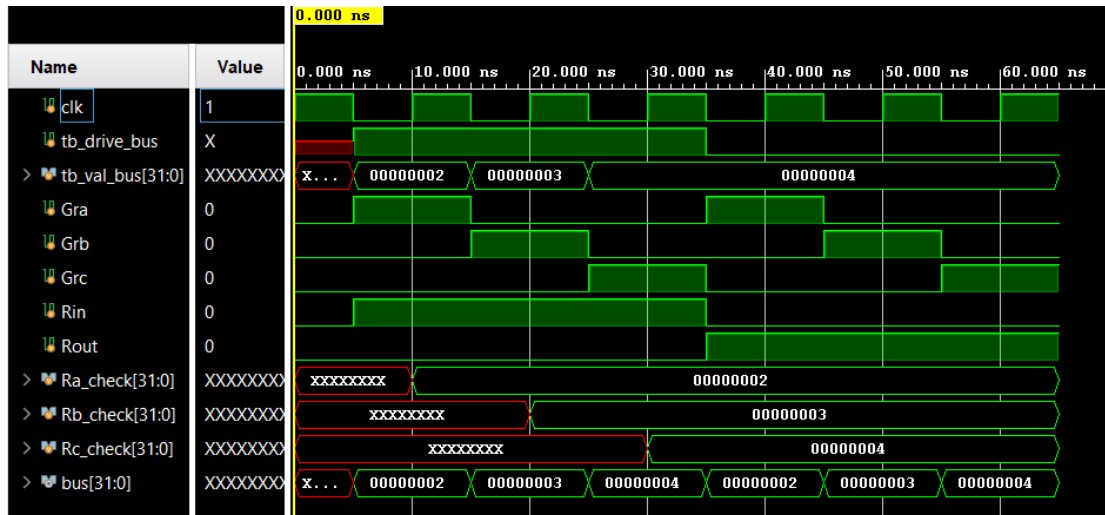 0.000 ns
Name Value 0.000 ns 10.000 ns 20.000 ns 30.000 ns 40.000 ns 50.000 ns 60.000 ns
clk 1
tb_drive_bus X
tb_val_bus[31:0] XXXXXXXX X... 00000002 00000003 00000004
Gra 0
Grb 0
Grc 0
Rin 0
Rout 0
Ra_check[31:0] XXXXXXXX XXXXXXXX 00000002
Rb_check[31:0] XXXXXXXX XXXXXXXX 00000003
Rc_check[31:0] XXXXXXXX XXXXXXXX 00000004
bus[31:0] XXXXXXXX X... 00000002 00000003 00000004 00000002 00000003 00000004